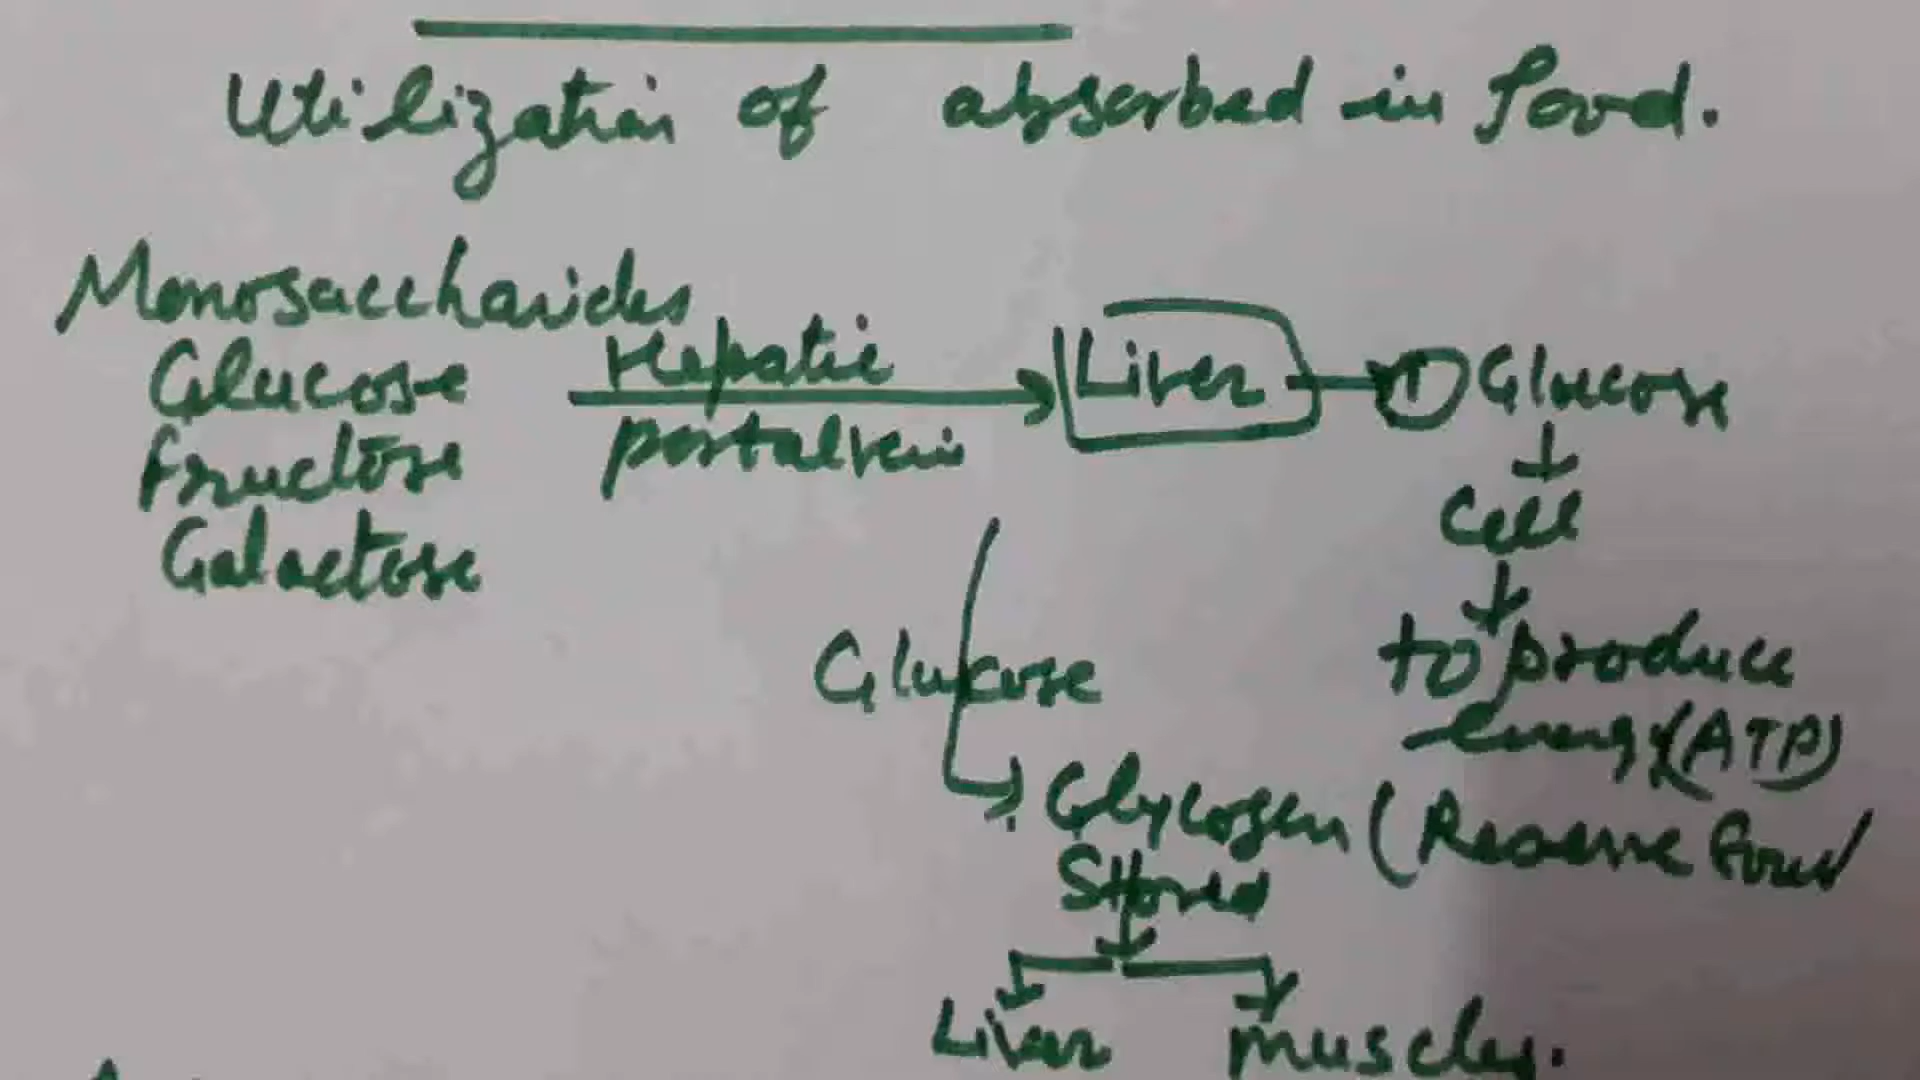 Utilization of absorbed in food.
Monosaccharides
Glucose
Fructose
Galactose
Hepatic
portal vein
Liver
① Glucose
Cell
to produce
energy (ATP)
Glucose
Glycogen (Reserve food
Stored
Liver muscles.